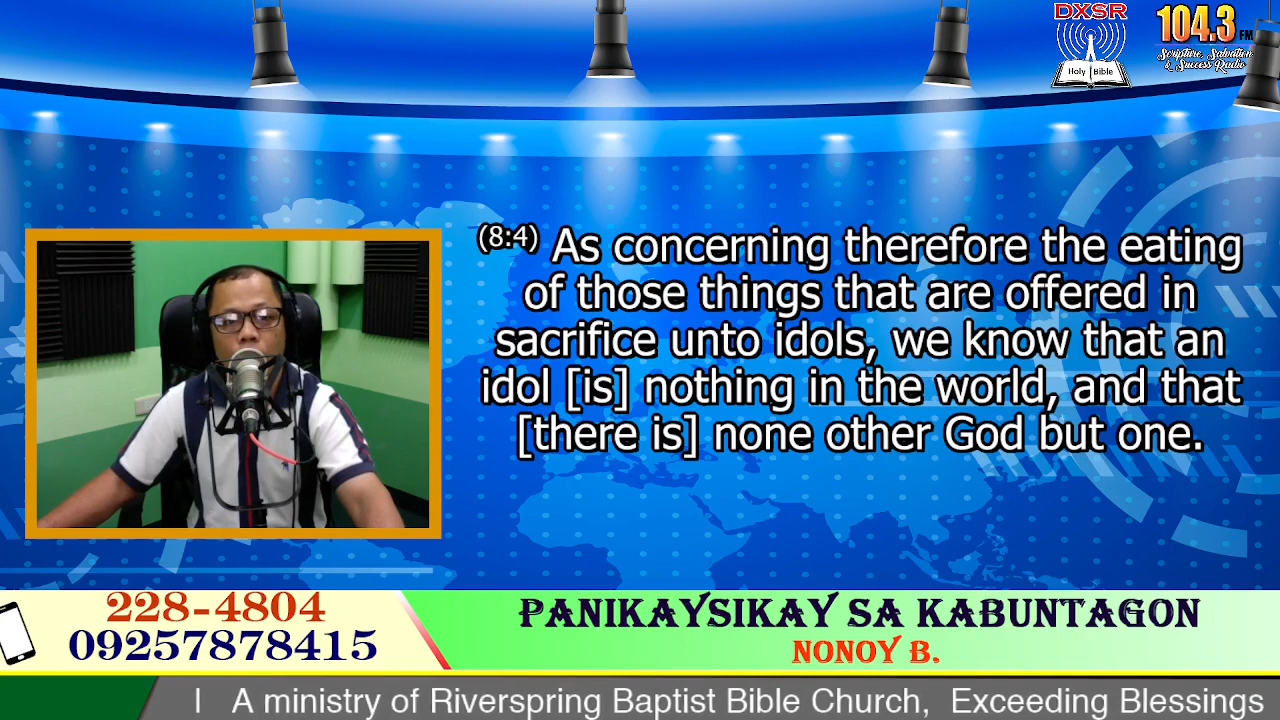 DXSR
Holy Bible
104.3 FM
Scripture, Salvation
& Success Radio
(8:4) As concerning therefore the eating
of those things that are offered in
sacrifice unto idols, we know that an
idol [is] nothing in the world, and that
[there is] none other God but one.
228-4804
09257878415
PANIKAYSIKAY SA KABUNTAGON
NONOY B.
| A ministry of Riverspring Baptist Bible Church, Exceeding Blessings